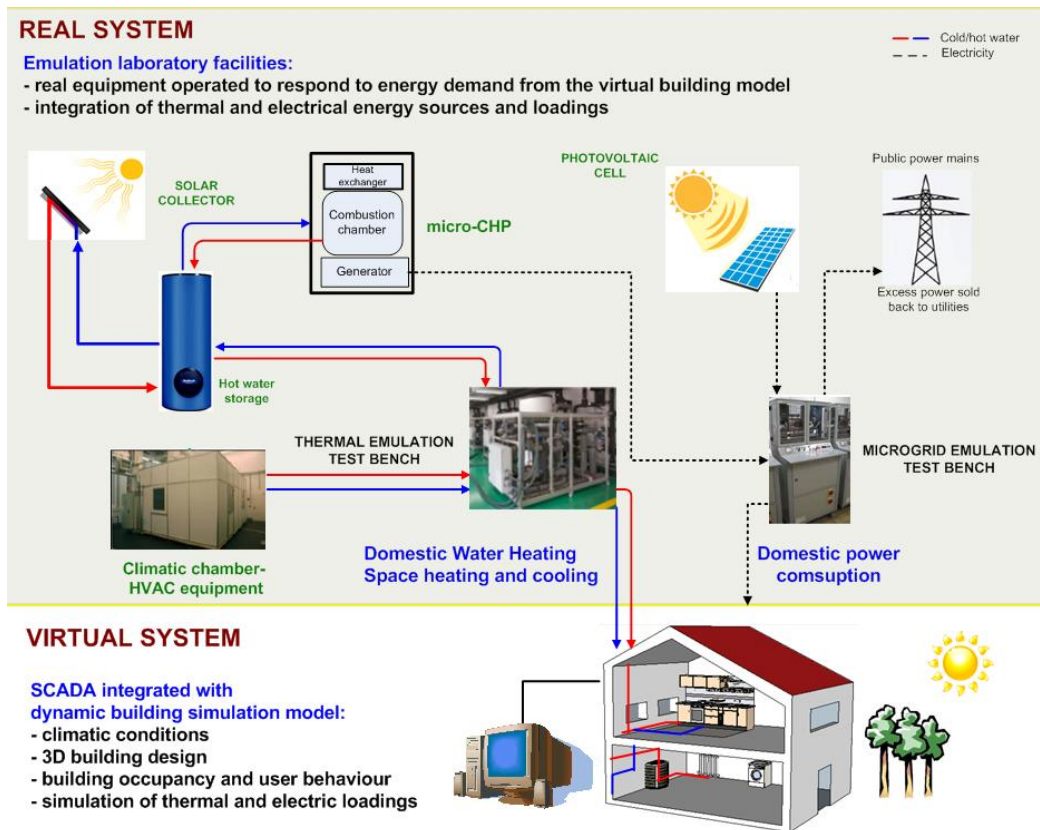 REAL SYSTEM
Emulation laboratory facilities:
- real equipment operated to respond to energy demand from the virtual building model
- integration of thermal and electrical energy sources and loadings
Cold/hot water
Electricity
SOLAR
COLLECTOR
Heat
exchanger
Combustion
chamber
Generator
micro-CHP
PHOTOVOLTAIC
CELL
Public power mains
Excess power sold
back to utilities
Hot water
storage
THERMAL EMULATION
TEST BENCH
MICROGRID EMULATION
TEST BENCH
Climatic chamber-
HVAC equipment
Domestic Water Heating
Space heating and cooling
Domestic power
comsuption
VIRTUAL SYSTEM
SCADA integrated with
dynamic building simulation model:
- climatic conditions
- 3D building design
- building occupancy and user behaviour
- simulation of thermal and electric loadings